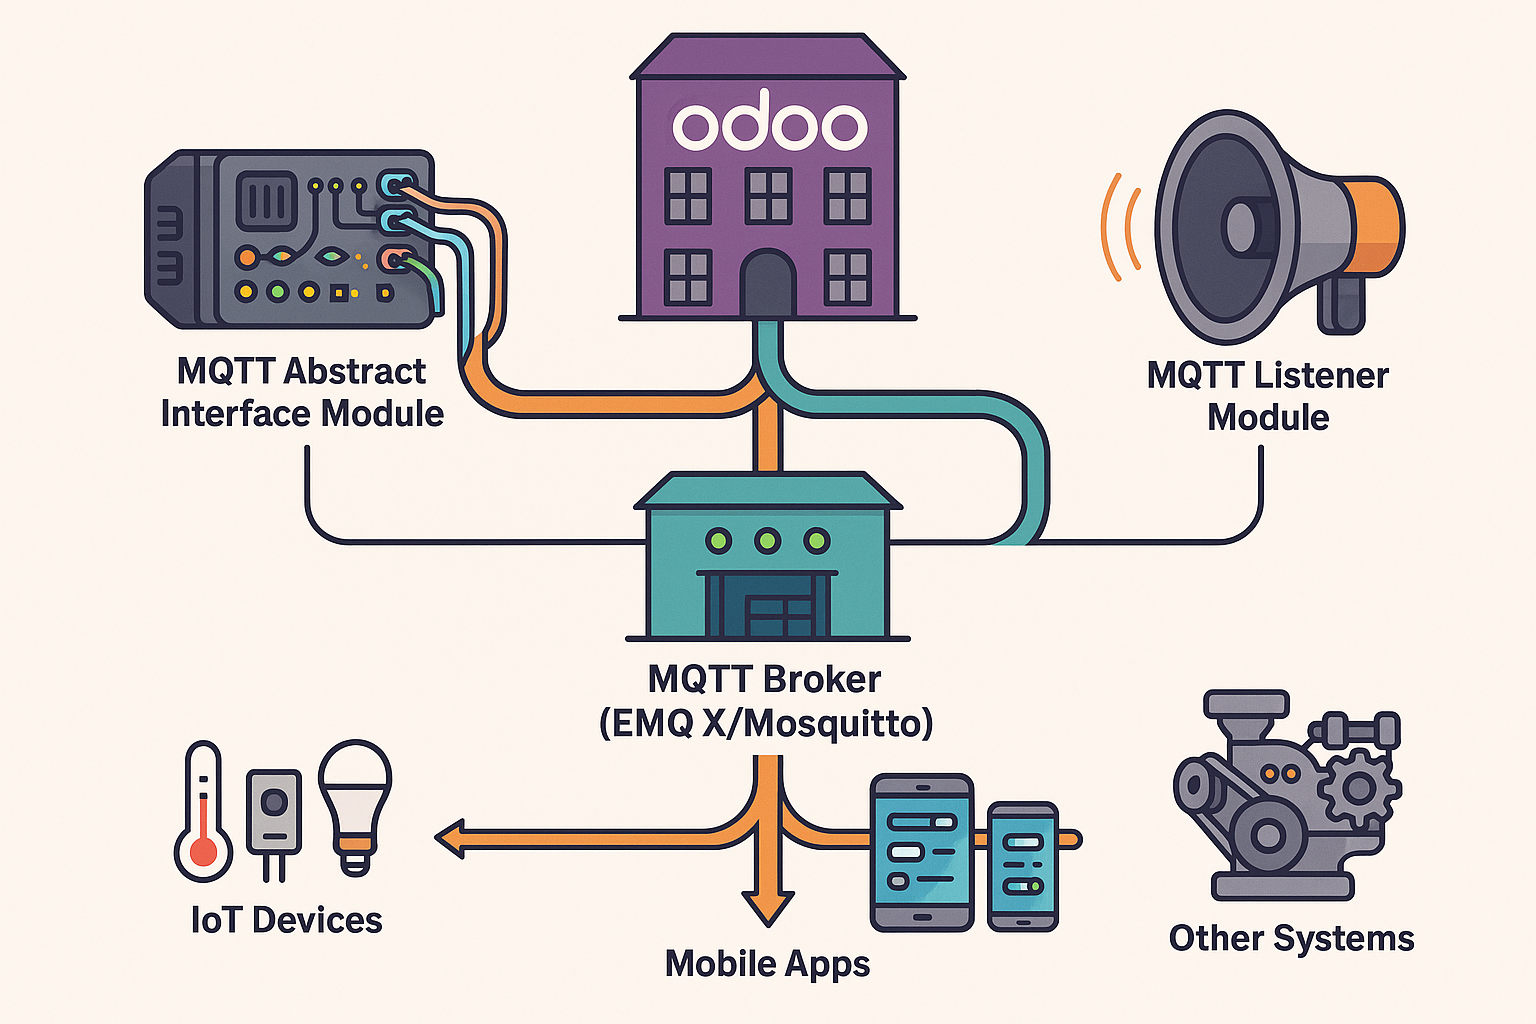 odoo
MQTT Abstract
Interface Module
MQTT Listener
Module
MQTT Broker
(EMQ X/Mosquitto)
IoT Devices
Mobile Apps
Other Systems